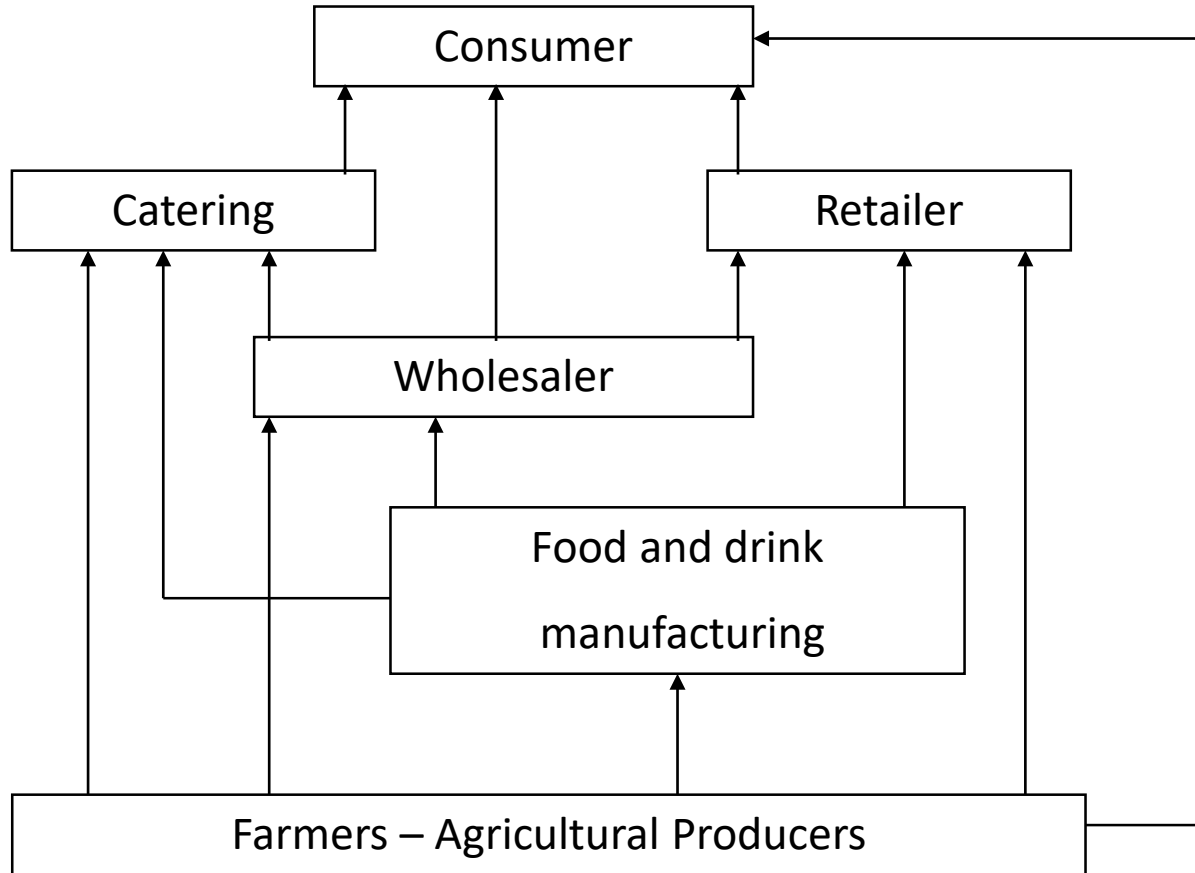 Consumer
Catering
Retailer
Wholesaler
Food and drink
manufacturing
Farmers – Agricultural Producers